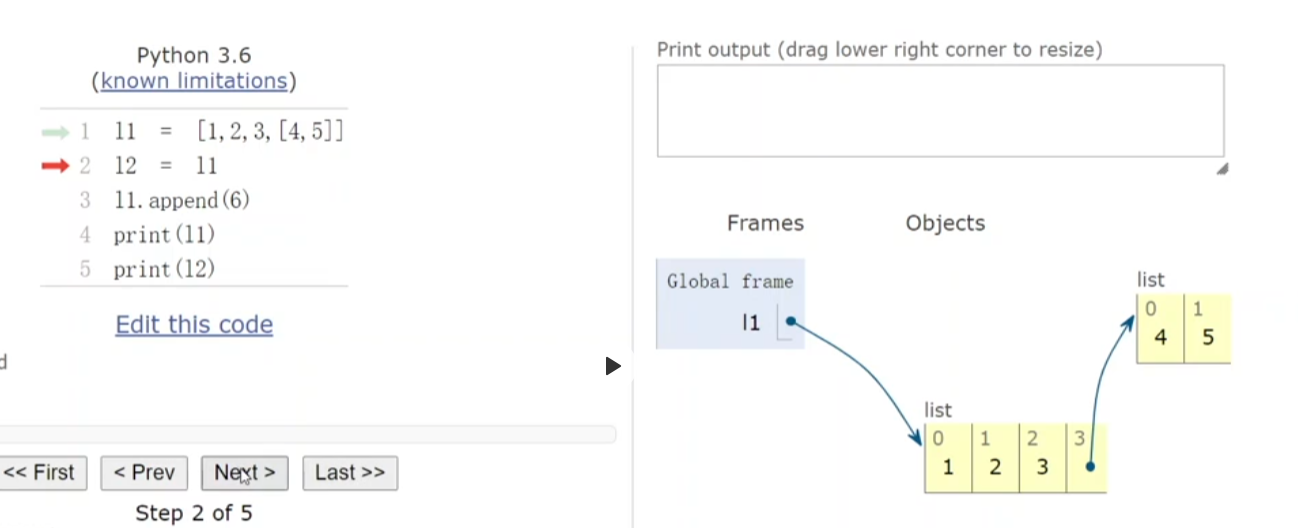 Python 3.6
(known limitations)
1 l1 = [1,2,3,[4,5]]
2 l2 = l1
3 l1.append(6)
4 print(l1)
5 print(l2)
Edit this code
d
<< First
< Prev
Next >
Last >>
Step 2 of 5
Print output (drag lower right corner to resize)
Frames
Objects
Global frame
l1
list
0 1
4 5
list
0 1 2 3
1 2 3